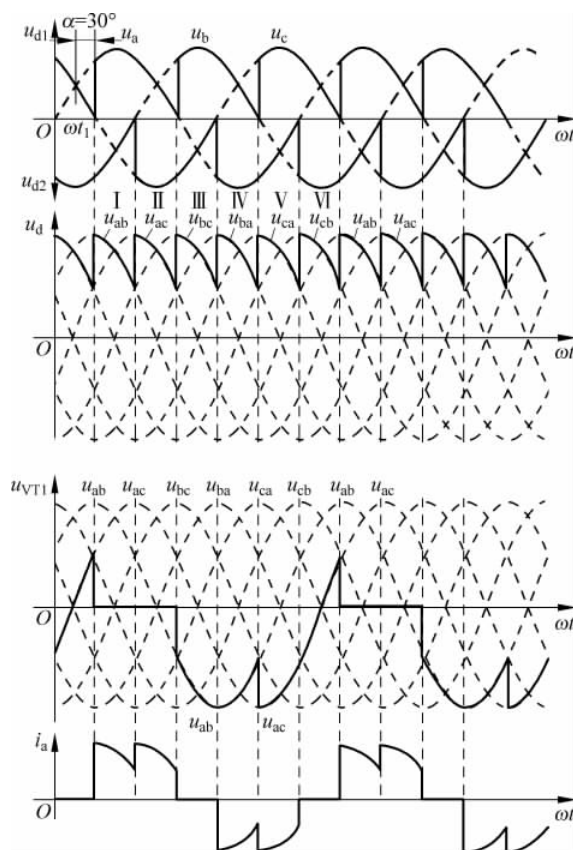 α=30°
u_d1 u_a u_b u_c
O ωt₁ ωt
u_d2 Ⅰ Ⅱ Ⅲ Ⅳ Ⅴ Ⅵ
u_d u_ab u_ac u_bc u_ba u_ca u_cb u_ab u_ac
O ωt
u_VT1 u_ab u_ac u_bc u_ba u_ca u_cb u_ab u_ac
O ωt
u_ab u_ac
i_a
O ωt